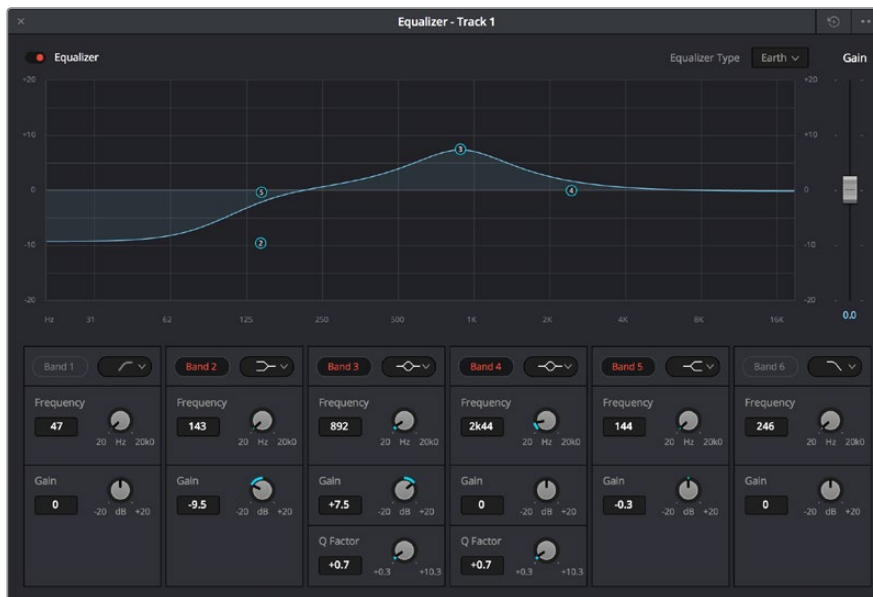 Equalizer - Track 1
Equalizer
Equalizer Type Earth Gain
+20 +20
+10 +10
3
0 5 4 0
-10 2 -10
-20 -20
Hz 31 62 125 250 500 1K 2K 4K 8K 16K 0.0
Band 1 Band 2 Band 3 Band 4 Band 5 Band 6
Frequency Frequency Frequency Frequency Frequency Frequency
47 143 892 2k44 144 246
20 Hz 20k0 20 Hz 20k0 20 Hz 20k0 20 Hz 20k0 20 Hz 20k0 20 Hz 20k0
Gain Gain Gain Gain Gain Gain
0 -9.5 +7.5 0 -0.3 0
-20 dB +20 -20 dB +20 -20 dB +20 -20 dB +20 -20 dB +20 -20 dB +20
Q Factor Q Factor
+0.7 +0.7
+0.3 +10.3 +0.3 +10.3